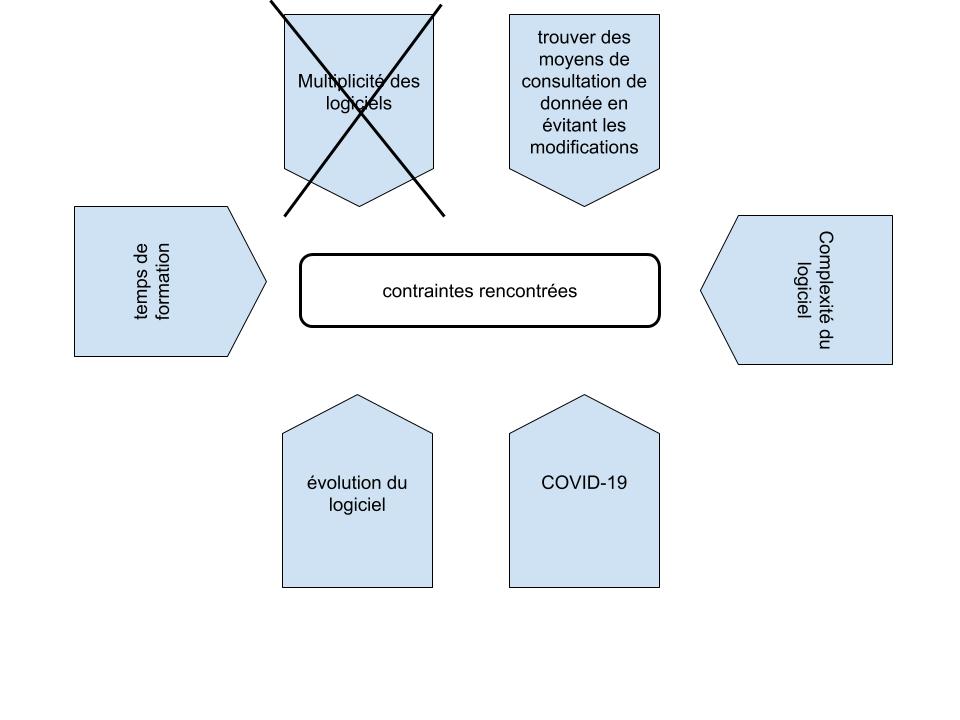 Multiplicité des
logiciels
trouver des
moyens de
consultation de
donnée en
évitant les
modifications
temps de
formation
contraintes rencontrées
Complexité du
logiciel
évolution du
logiciel
COVID-19